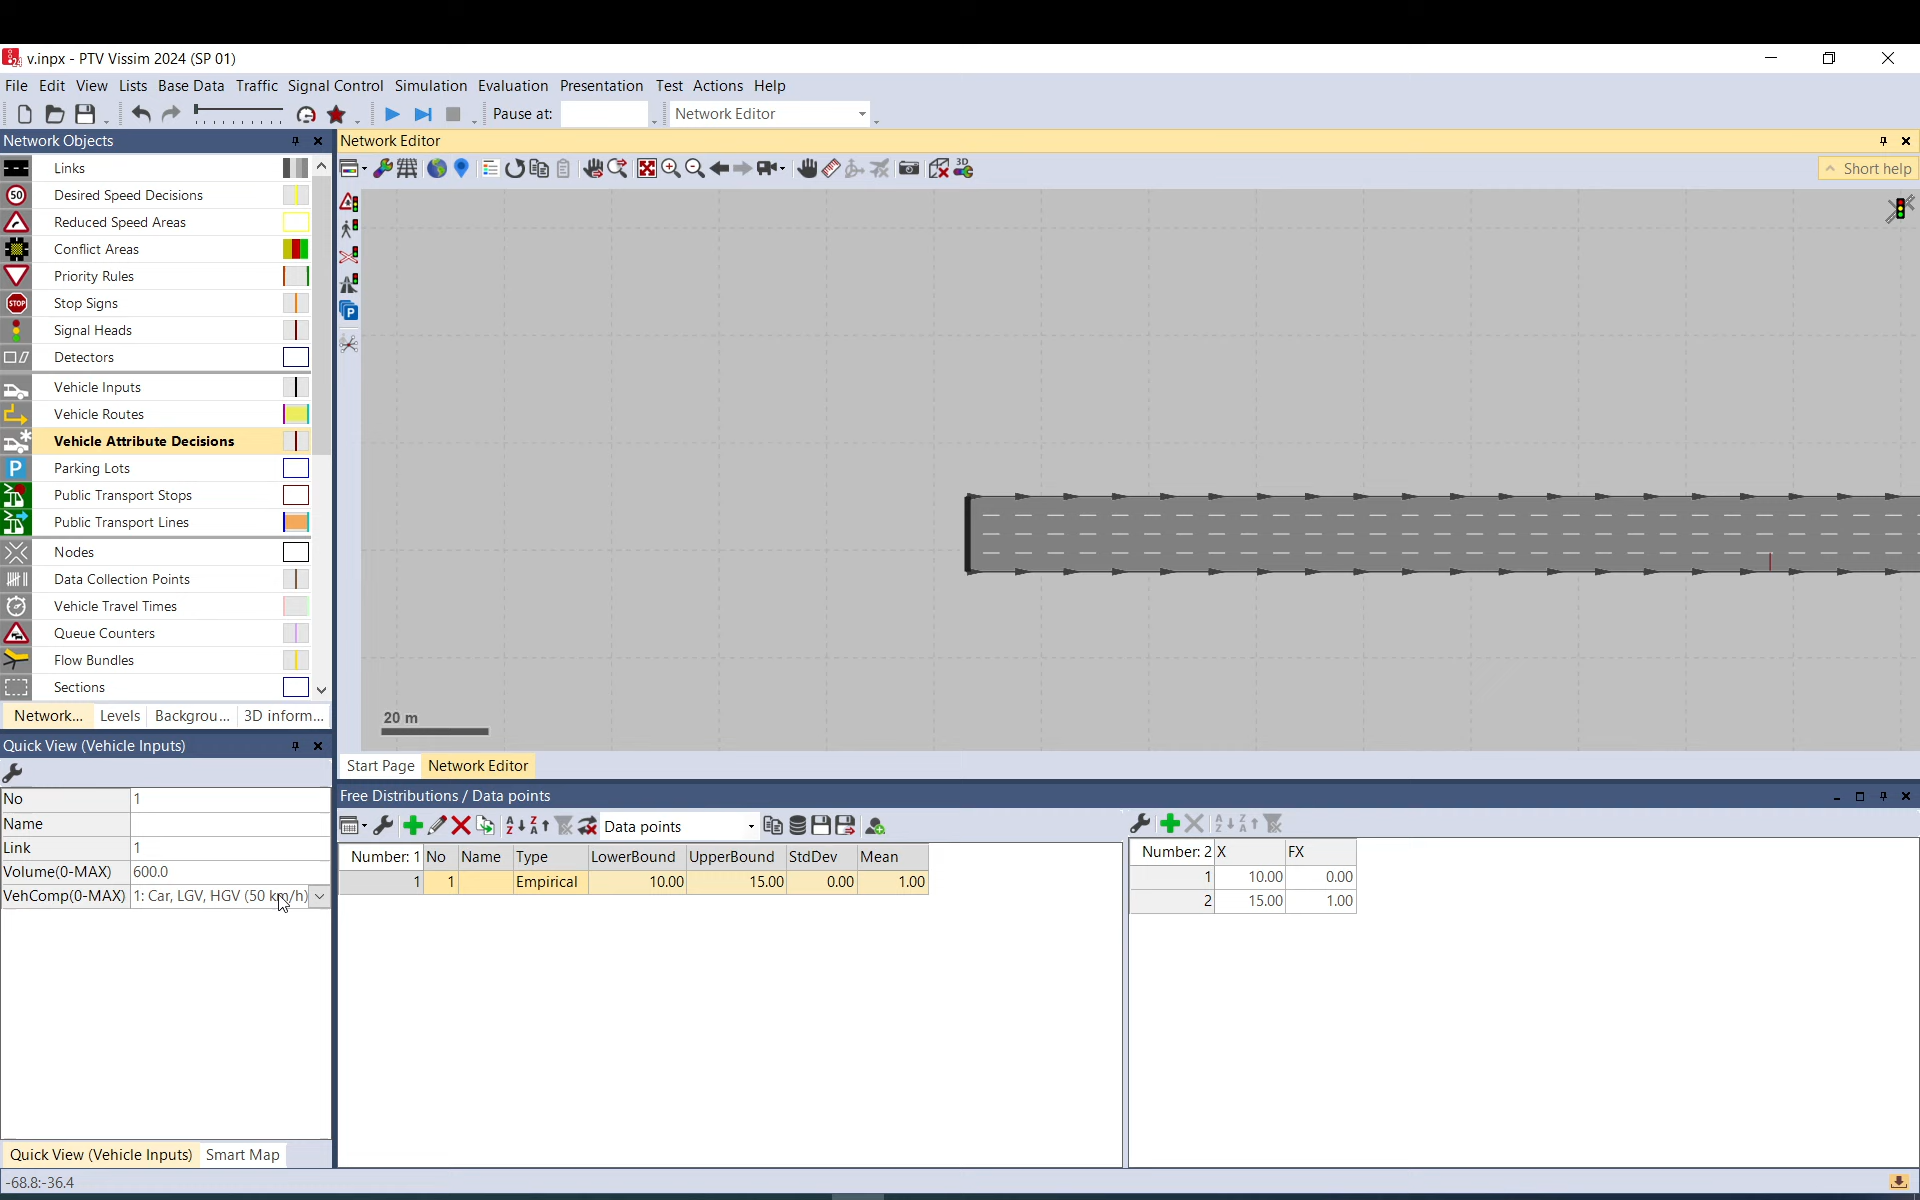 v.inpx - PTV Vissim 2024 (SP 01)
File Edit View Lists Base Data Traffic Signal Control Simulation Evaluation Presentation Test Actions Help
Pause at: Network Editor
Network Objects
Links
50 Desired Speed Decisions
Reduced Speed Areas
Conflict Areas
Priority Rules
STOP Stop Signs
Signal Heads
Detectors
Vehicle Inputs
Vehicle Routes
Vehicle Attribute Decisions
P Parking Lots
Public Transport Stops
Public Transport Lines
Nodes
Data Collection Points
Vehicle Travel Times
Queue Counters
Flow Bundles
Sections
Network... Levels Backgrou... 3D inform...
Quick View (Vehicle Inputs)
No 1
Name
Link 1
Volume(0-MAX) 600.0
VehComp(0-MAX) 1: Car, LGV, HGV (50 km/h)
Quick View (Vehicle Inputs) Smart Map
-68.8:-36.4
Network Editor
3D
Short help
P
20 m
Start Page Network Editor
Free Distributions / Data points
Data points
Number: 1 No Name Type LowerBound UpperBound StdDev Mean
1 1 Empirical 10.00 15.00 0.00 1.00
Number: 2 X FX
1 10.00 0.00
2 15.00 1.00